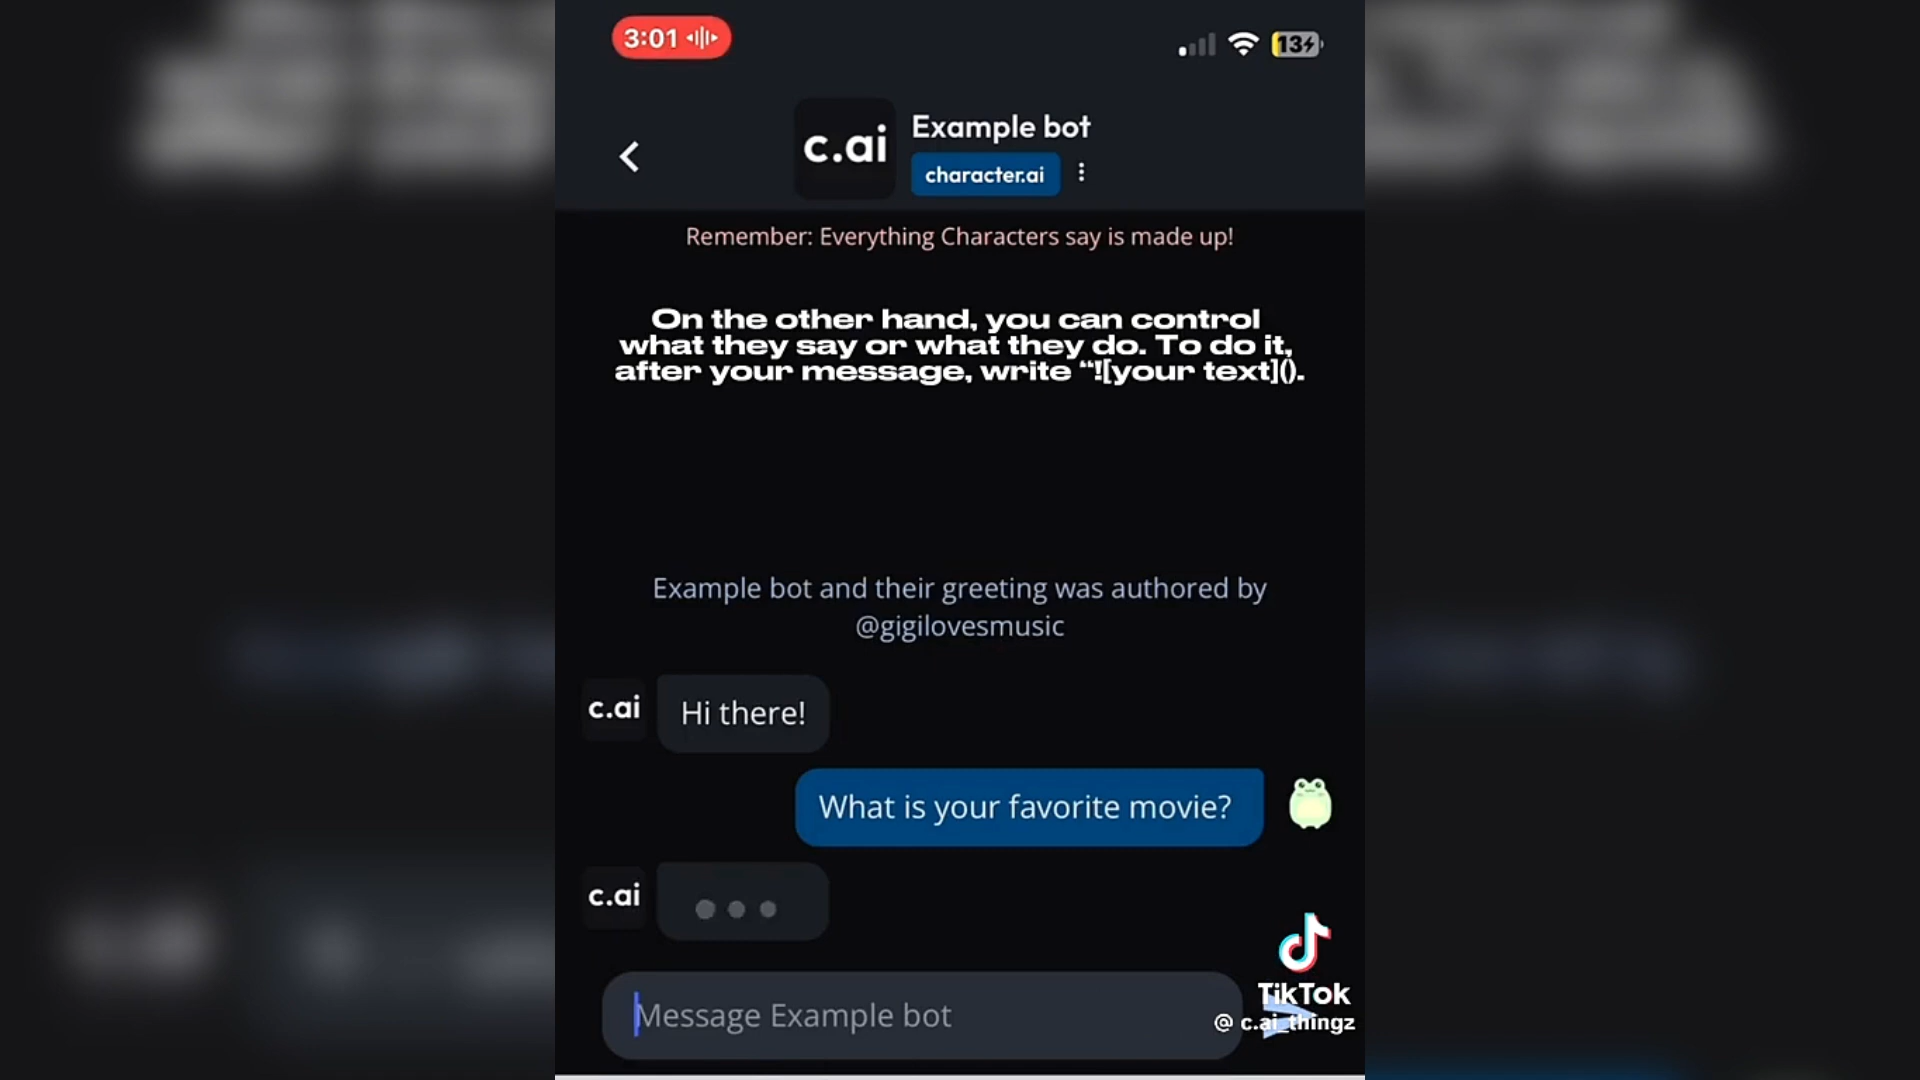 3:01
13
c.ai
Example bot
character.ai
Remember: Everything Characters say is made up!
On the other hand, you can control
what they say or what they do. To do it,
after your message, write “![your text]().
Example bot and their greeting was authored by
@gigilovesmusic
c.ai
Hi there!
What is your favorite movie?
c.ai
Message Example bot
TikTok
@ c.ai_thingz